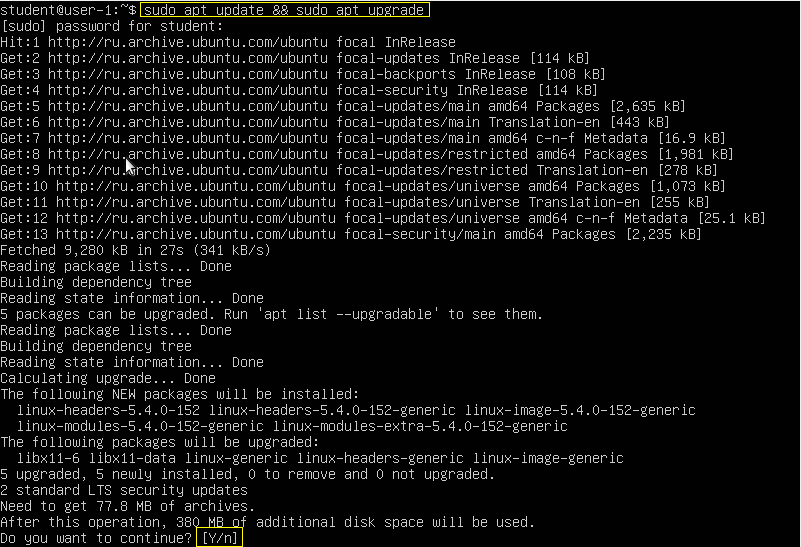 student@user-1:~$ sudo apt update && sudo apt upgrade
[sudo] password for student:
Hit:1 http://ru.archive.ubuntu.com/ubuntu focal InRelease
Get:2 http://ru.archive.ubuntu.com/ubuntu focal-updates InRelease [114 kB]
Get:3 http://ru.archive.ubuntu.com/ubuntu focal-backports InRelease [108 kB]
Get:4 http://ru.archive.ubuntu.com/ubuntu focal-security InRelease [114 kB]
Get:5 http://ru.archive.ubuntu.com/ubuntu focal-updates/main amd64 Packages [2,635 kB]
Get:6 http://ru.archive.ubuntu.com/ubuntu focal-updates/main Translation-en [443 kB]
Get:7 http://ru.archive.ubuntu.com/ubuntu focal-updates/main amd64 c-n-f Metadata [16.9 kB]
Get:8 http://ru.archive.ubuntu.com/ubuntu focal-updates/restricted amd64 Packages [1,981 kB]
Get:9 http://ru.archive.ubuntu.com/ubuntu focal-updates/restricted Translation-en [278 kB]
Get:10 http://ru.archive.ubuntu.com/ubuntu focal-updates/universe amd64 Packages [1,073 kB]
Get:11 http://ru.archive.ubuntu.com/ubuntu focal-updates/universe Translation-en [255 kB]
Get:12 http://ru.archive.ubuntu.com/ubuntu focal-updates/universe amd64 c-n-f Metadata [25.1 kB]
Get:13 http://ru.archive.ubuntu.com/ubuntu focal-security/main amd64 Packages [2,235 kB]
Fetched 9,280 kB in 27s (341 kB/s)
Reading package lists... Done
Building dependency tree
Reading state information... Done
5 packages can be upgraded. Run 'apt list --upgradable' to see them.
Reading package lists... Done
Building dependency tree
Reading state information... Done
Calculating upgrade... Done
The following NEW packages will be installed:
  linux-headers-5.4.0-152 linux-headers-5.4.0-152-generic linux-image-5.4.0-152-generic
  linux-modules-5.4.0-152-generic linux-modules-extra-5.4.0-152-generic
The following packages will be upgraded:
  libx11-6 libx11-data linux-generic linux-headers-generic linux-image-generic
5 upgraded, 5 newly installed, 0 to remove and 0 not upgraded.
2 standard LTS security updates
Need to get 77.8 MB of archives.
After this operation, 380 MB of additional disk space will be used.
Do you want to continue? [Y/n]